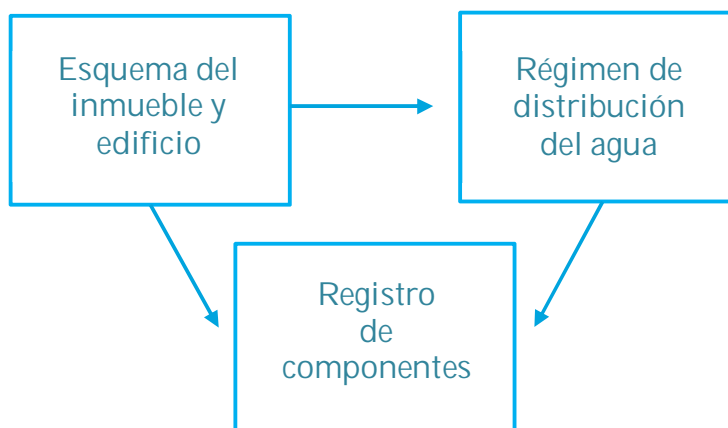 Esquema del
inmueble y
edificio
Régimen de
distribución
del agua
Registro
de
componentes